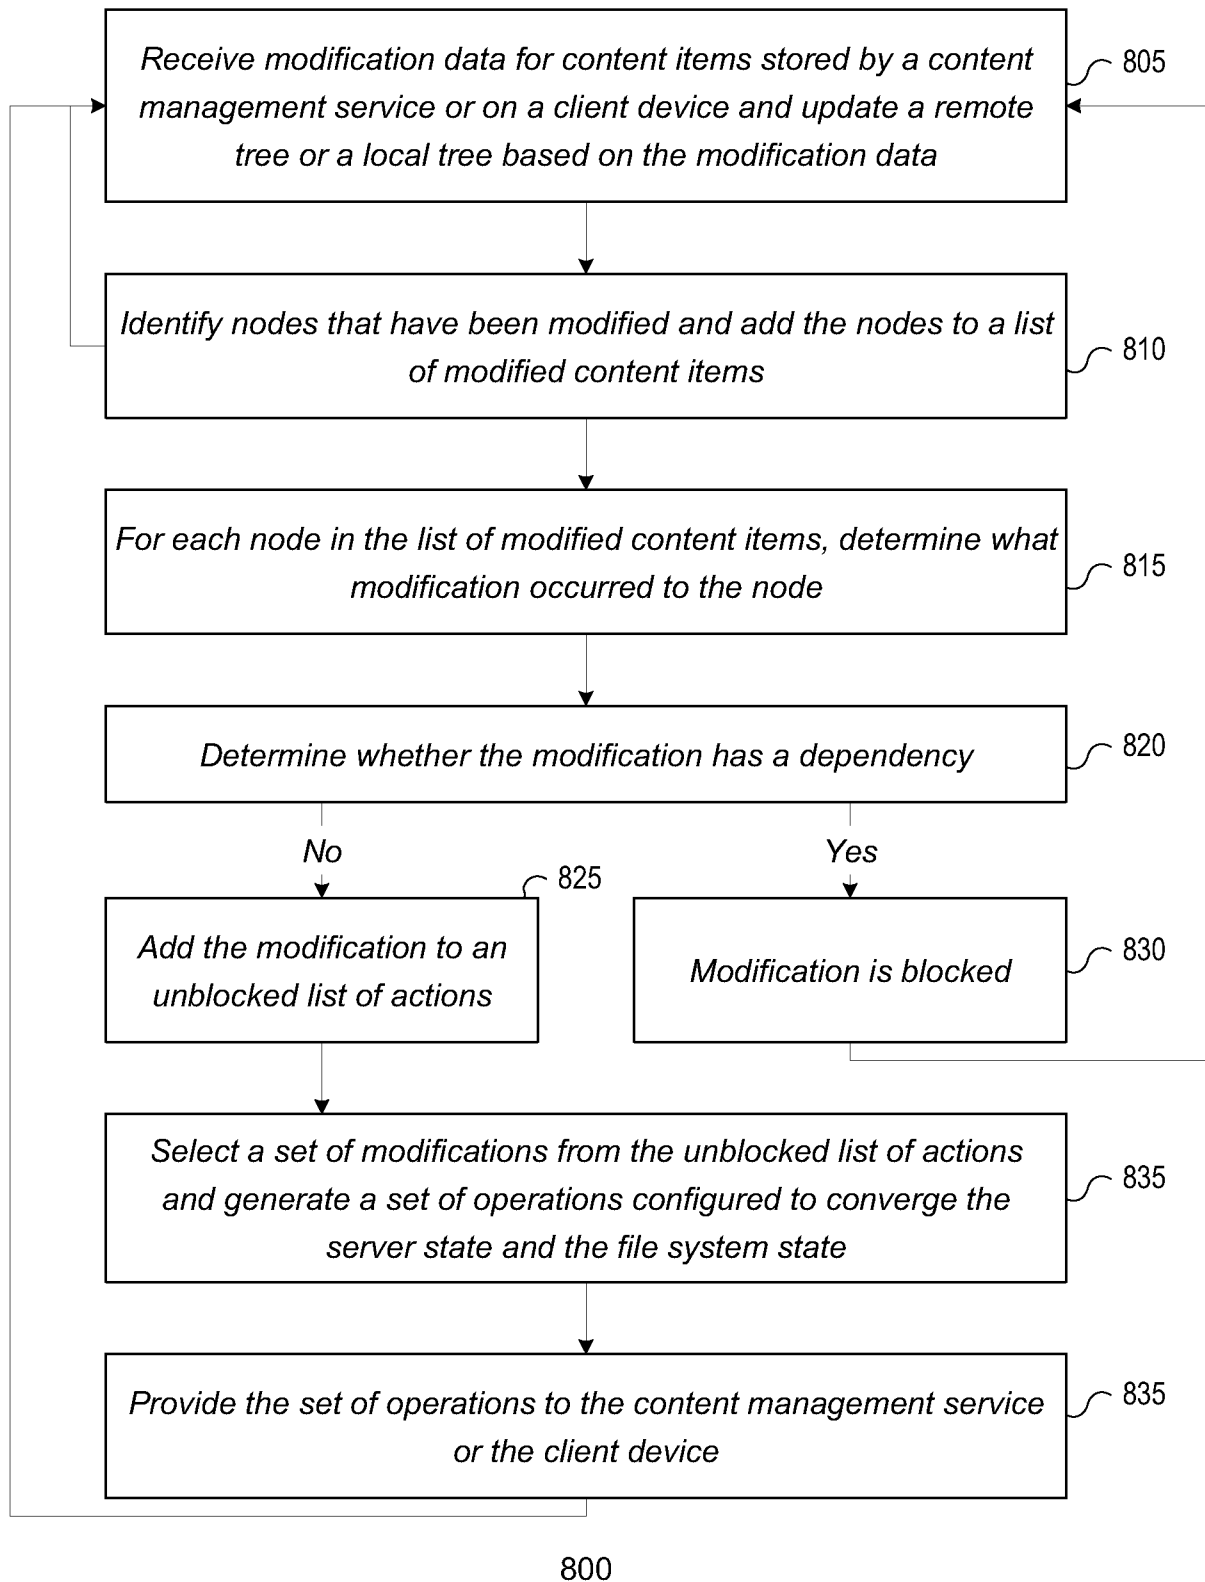 Receive modification data for content items stored by a content
management service or on a client device and update a remote
tree or a local tree based on the modification data
805
Identify nodes that have been modified and add the nodes to a list
of modified content items
810
For each node in the list of modified content items, determine what
modification occurred to the node
815
Determine whether the modification has a dependency
820
No
Yes
825
Add the modification to an
unblocked list of actions
Modification is blocked
830
Select a set of modifications from the unblocked list of actions
and generate a set of operations configured to converge the
server state and the file system state
835
Provide the set of operations to the content management service
or the client device
835
800